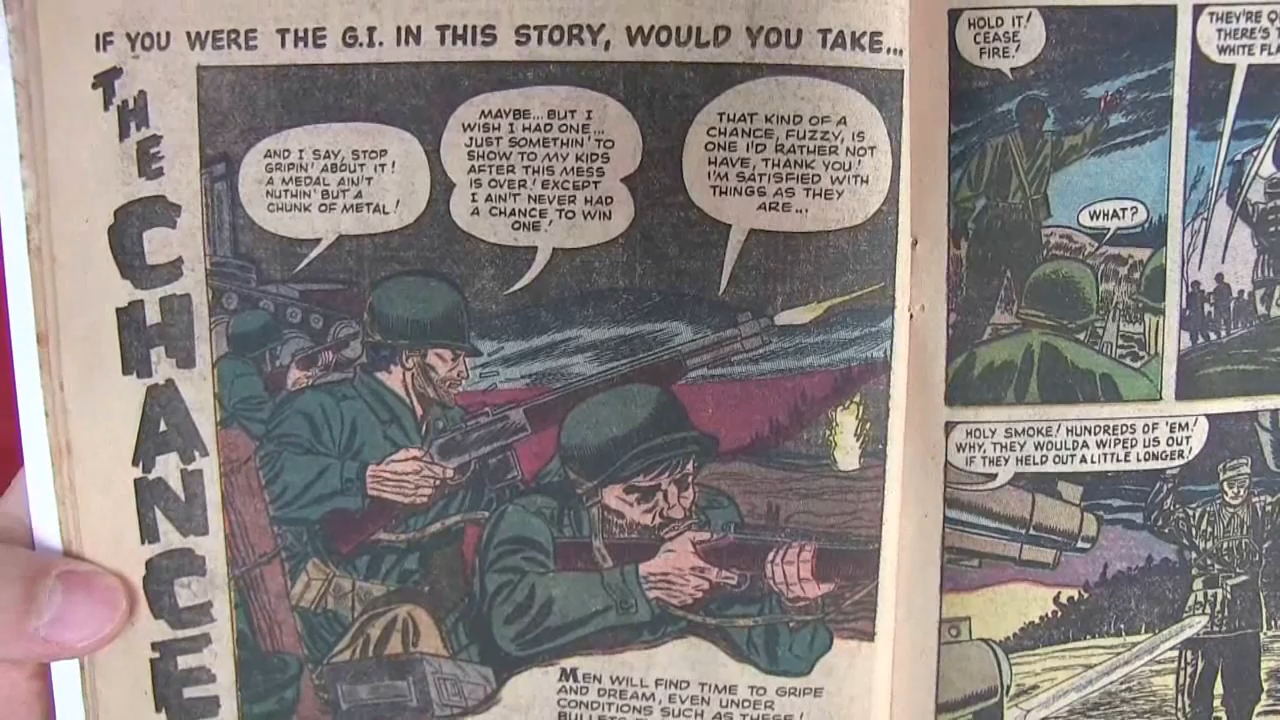 IF YOU WERE THE G.I. IN THIS STORY, WOULD YOU TAKE...
THE
CHANCE
AND I SAY, STOP
GRIPIN' ABOUT IT!
A MEDAL AIN'T
NUTHIN' BUT A
CHUNK OF METAL!
MAYBE... BUT I
WISH I HAD ONE...
JUST SOMETHIN' TO
SHOW TO MY KIDS
AFTER THIS MESS
IS OVER! EXCEPT
I AIN'T NEVER HAD
A CHANCE TO WIN
ONE!
THAT KIND OF A
CHANCE, FUZZY, IS
ONE I'D RATHER NOT
HAVE, THANK YOU!
I'M SATISFIED WITH
THINGS AS THEY
ARE...
MEN WILL FIND TIME TO GRIPE
AND DREAM, EVEN UNDER
CONDITIONS SUCH AS THESE!
BULLETS
HOLD IT!
CEASE
FIRE!
WHAT?
THEY'RE
THERE'S
WHITE
HOLY SMOKE! HUNDREDS OF 'EM!
WHY, THEY WOULDA WIPED US OUT
IF THEY HELD OUT A LITTLE LONGER!